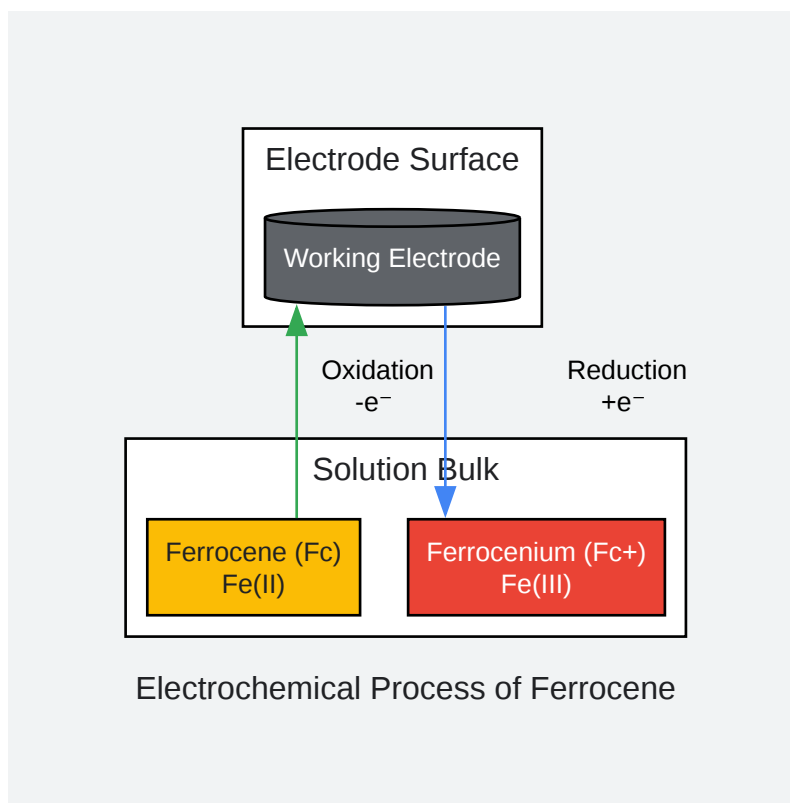 Electrode Surface
Working Electrode
Oxidation
-e⁻
Reduction
+e⁻
Solution Bulk
Ferrocene (Fc)
Fe(II)
Ferrocenium (Fc+)
Fe(III)
Electrochemical Process of Ferrocene